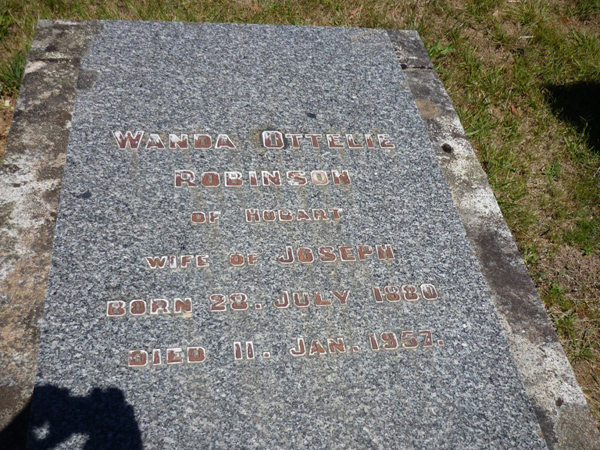 WANDA OTTELIE
ROBINSON
OF HOBART
WIFE OF JOSEPH
BORN 28. JULY 1880
DIED 11. JAN. 1957.